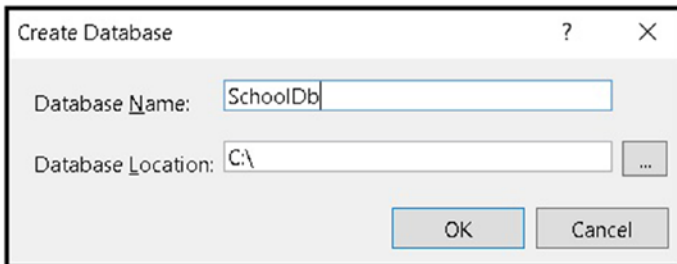 Create Database ?
Database Name: SchoolDb
Database Location: C:\ ...
OK Cancel